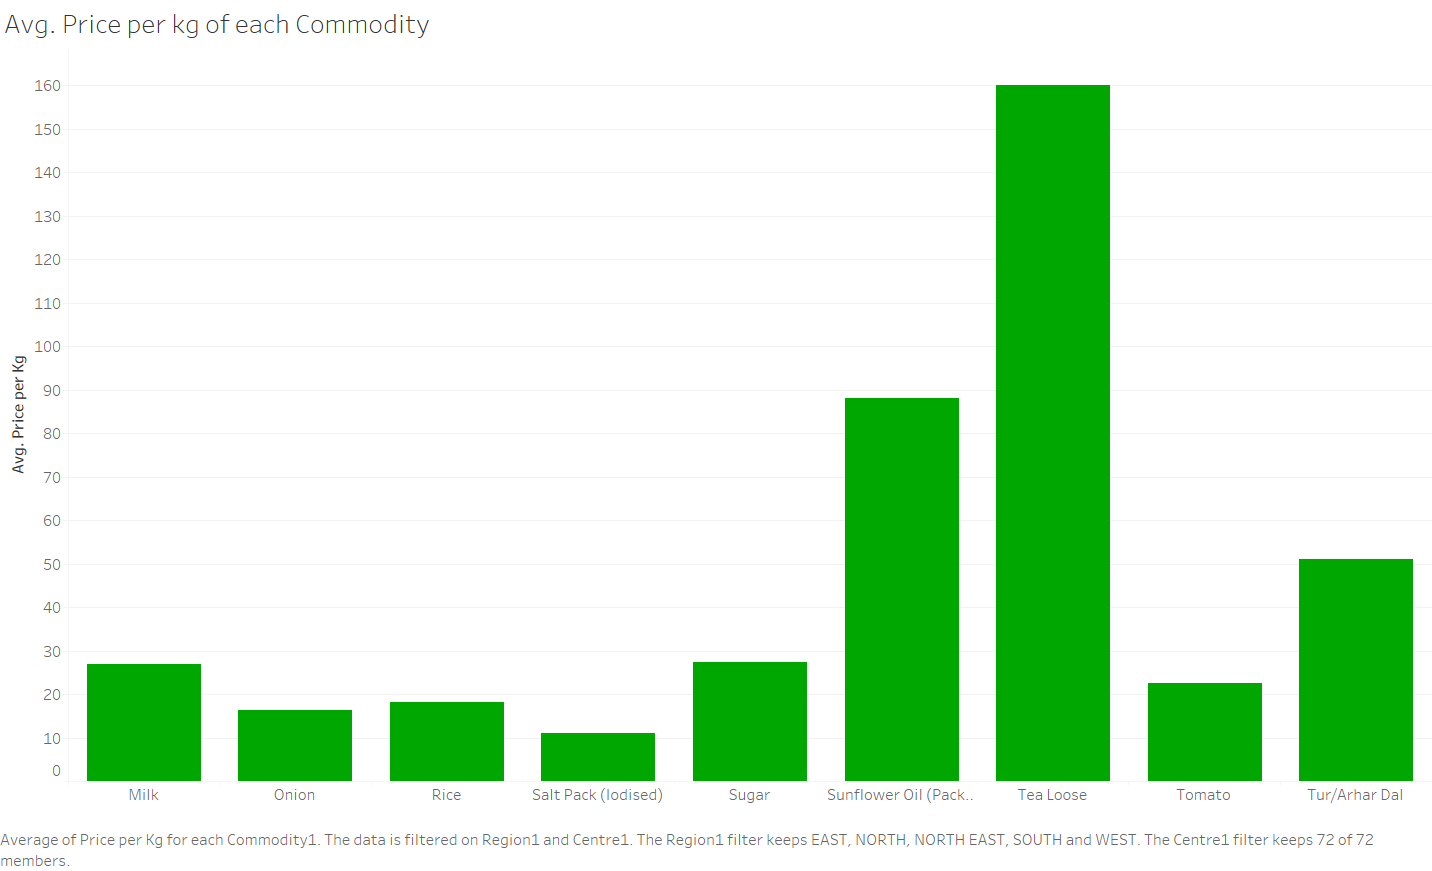 Avg. Price per kg of each Commodity
160
150
140
130
120
110
100
90
80
70
60
50
40
30
20
10
0
Avg. Price per Kg
Milk
Onion
Rice
Salt Pack (Iodised)
Sugar
Sunflower Oil (Pack..
Tea Loose
Tomato
Tur/Arhar Dal
Average of Price per Kg for each Commodity1. The data is filtered on Region1 and Centre1. The Region1 filter keeps EAST, NORTH, NORTH EAST, SOUTH and WEST. The Centre1 filter keeps 72 of 72
members.